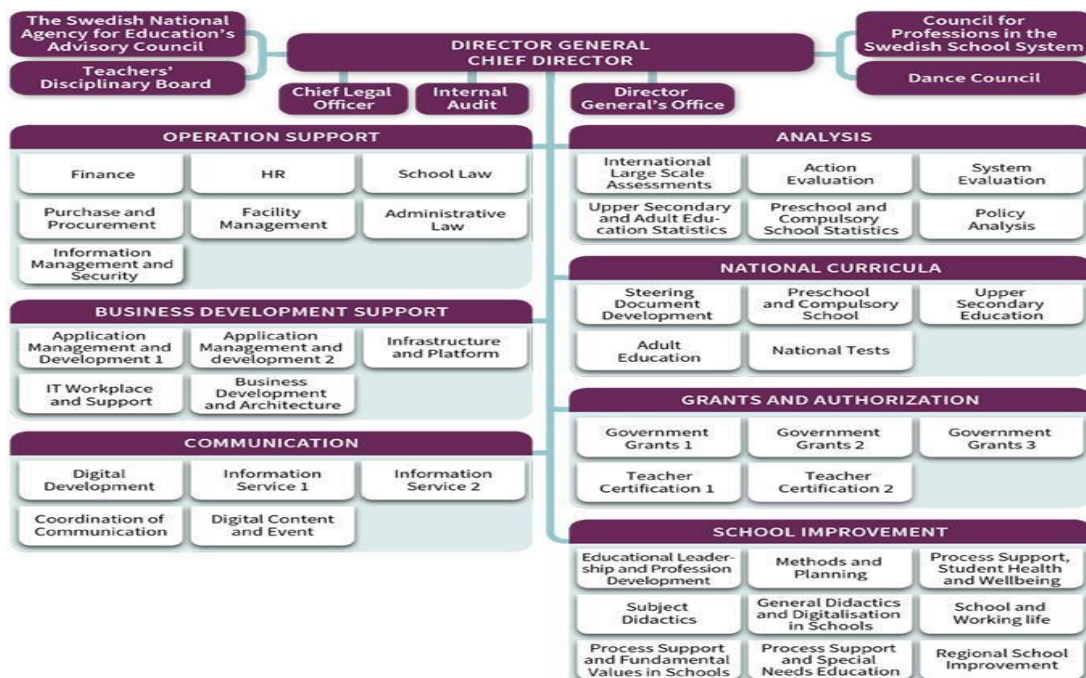 The Swedish National
Agency for Education's
Advisory Council
Teachers'
Disciplinary Board
DIRECTOR GENERAL
CHIEF DIRECTOR
Council for
Professions in the
Swedish School System
Dance Council
Chief Legal
Officer
Internal
Audit
Director
General's Office
OPERATION SUPPORT
Finance
HR
School Law
Purchase and
Procurement
Facility
Management
Administrative
Law
Information
Management and
Security
BUSINESS DEVELOPMENT SUPPORT
Application
Management and
Development 1
Application
Management and
development 2
Infrastructure
and Platform
IT Workplace
and Support
Business
Development
and Architecture
COMMUNICATION
Digital
Development
Information
Service 1
Information
Service 2
Coordination of
Communication
Digital Content
and Event
ANALYSIS
International
Large Scale
Assessments
Action
Evaluation
System
Evaluation
Upper Secondary
and Adult Edu-
cation Statistics
Preschool and
Compulsory
School Statistics
Policy
Analysis
NATIONAL CURRICULA
Steering
Document
Development
Preschool
and Compulsory
School
Upper
Secondary
Education
Adult
Education
National Tests
GRANTS AND AUTHORIZATION
Government
Grants 1
Government
Grants 2
Government
Grants 3
Teacher
Certification 1
Teacher
Certification 2
SCHOOL IMPROVEMENT
Educational Leader-
ship and Profession
Development
Methods and
Planning
Process Support,
Student Health
and Wellbeing
Subject
Didactics
General Didactics
and Digitalisation
in Schools
School and
Working life
Process Support
and Fundamental
Values in Schools
Process Support
and Special
Needs Education
Regional School
Improvement